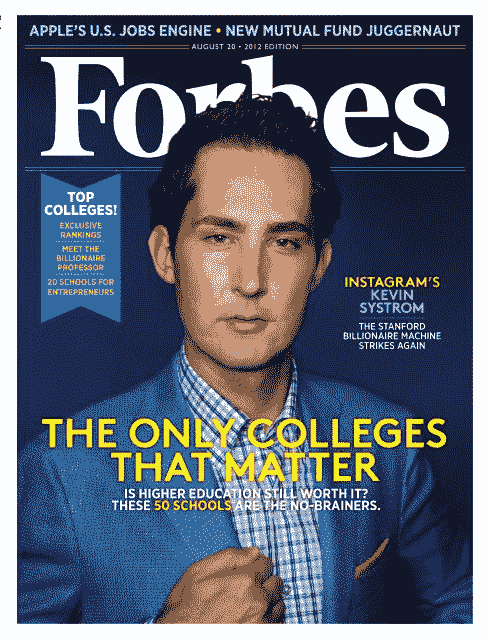 APPLE'S U.S. JOBS ENGINE • NEW MUTUAL FUND JUGGERNAUT
AUGUST 20 • 2012 EDITION
Forbes
TOP
COLLEGES!
EXCLUSIVE
RANKINGS
MEET THE
BILLIONAIRE
PROFESSOR
20 SCHOOLS FOR
ENTREPRENEURS
INSTAGRAM'S
KEVIN
SYSTROM
THE STANFORD
BILLIONAIRE MACHINE
STRIKES AGAIN
THE ONLY COLLEGES
THAT MATTER
IS HIGHER EDUCATION STILL WORTH IT?
THESE 50 SCHOOLS ARE THE NO-BRAINERS.